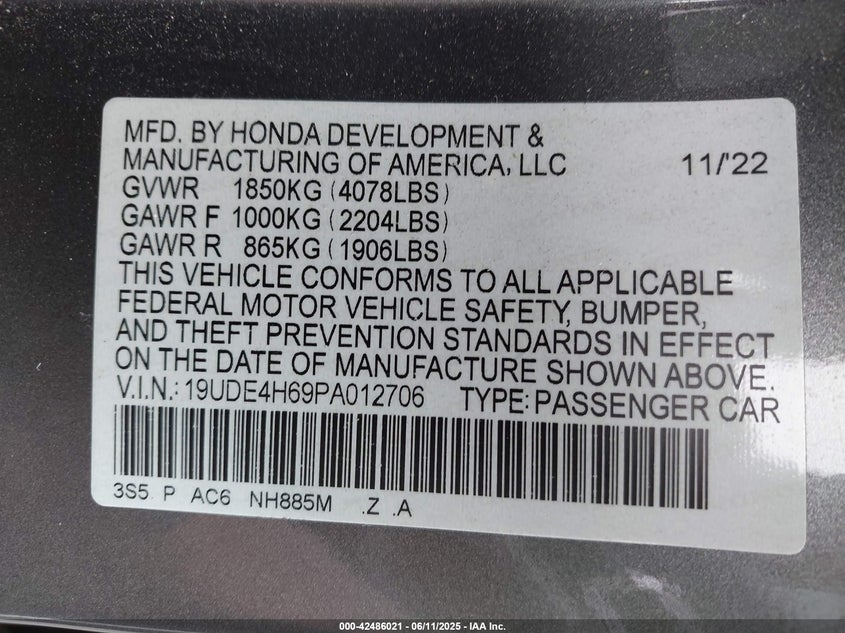 MFD. BY HONDA DEVELOPMENT &
MANUFACTURING OF AMERICA, LLC 11/'22
GVWR 1850KG (4078LBS)
GAWR F 1000KG (2204LBS)
GAWR R 865KG (1906LBS)
THIS VEHICLE CONFORMS TO ALL APPLICABLE
FEDERAL MOTOR VEHICLE SAFETY, BUMPER,
AND THEFT PREVENTION STANDARDS IN EFFECT
ON THE DATE OF MANUFACTURE SHOWN ABOVE.
V.I.N.: 19UDE4H69PA012706 TYPE: PASSENGER CAR
3S5 P AC6 NH885M .Z .A
000-42486021 - 06/11/2025 - IAA Inc.